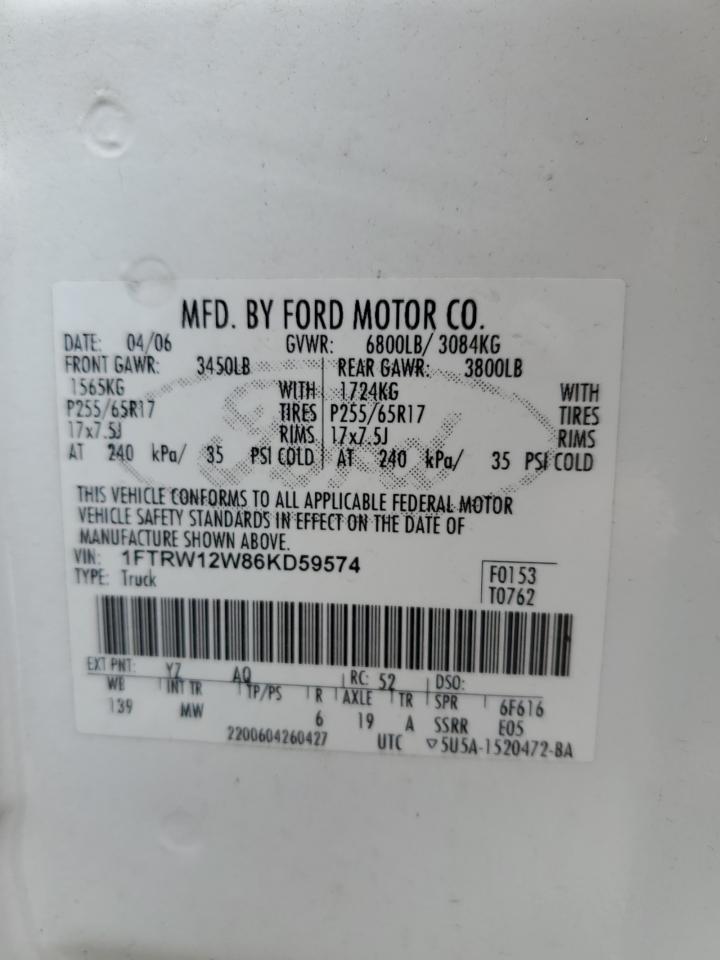 MFD. BY FORD MOTOR CO.
DATE: 04/06 GVWR: 6800LB/ 3084KG
FRONT GAWR: 3450LB REAR GAWR: 3800LB
1565KG WITH 1724KG WITH
P255/65R17 TIRES P255/65R17 TIRES
17x7.5J RIMS 17x7.5J RIMS
AT 240 kPa/ 35 PSI COLD AT 240 kPa/ 35 PSI COLD
Ford
THIS VEHICLE CONFORMS TO ALL APPLICABLE FEDERAL MOTOR
VEHICLE SAFETY STANDARDS IN EFFECT ON THE DATE OF
MANUFACTURE SHOWN ABOVE.
VIN: 1FTRW12W86KD59574
TYPE: Truck
F0153
T0762
EXT PNT: YZ AQ RC: 52 DSO:
WB INT TR TP/PS R AXLE TR SPR 6F616
139 MW 6 19 A SSRR E05
2200604260427 UTC ▽5U5A-1520472-BA